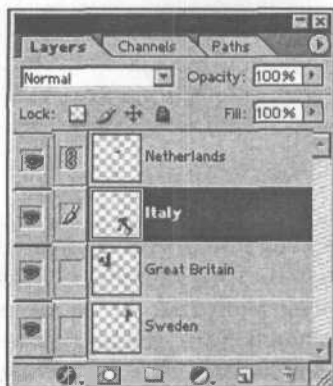 Layers Channels Paths
Normal Opacity: 100%
Lock: Fill: 100%
Netherlands
Italy
Great Britain
Sweden